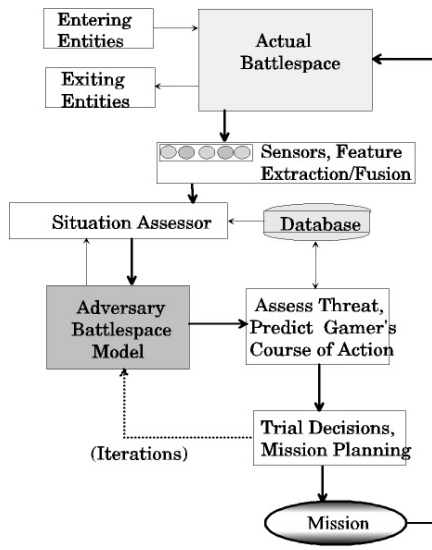 Entering
Entities
Actual
Battlespace
Exiting
Entities
Sensors, Feature
Extraction/Fusion
Situation Assessor
Database
Adversary
Battlespace
Model
Assess Threat,
Predict Gamer's
Course of Action
(Iterations)
Trial Decisions,
Mission Planning
Mission